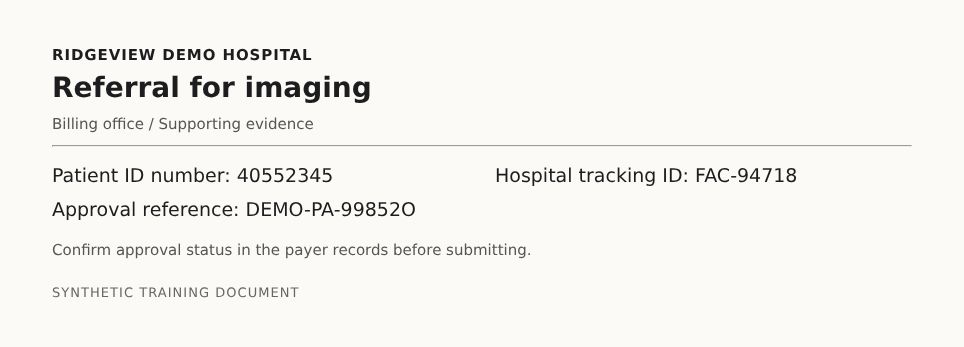 RIDGEVIEW DEMO HOSPITAL
Referral for imaging
Billing office / Supporting evidence
Patient ID number: 40552345 Hospital tracking ID: FAC-94718
Approval reference: DEMO-PA-99852O
Confirm approval status in the payer records before submitting.
SYNTHETIC TRAINING DOCUMENT